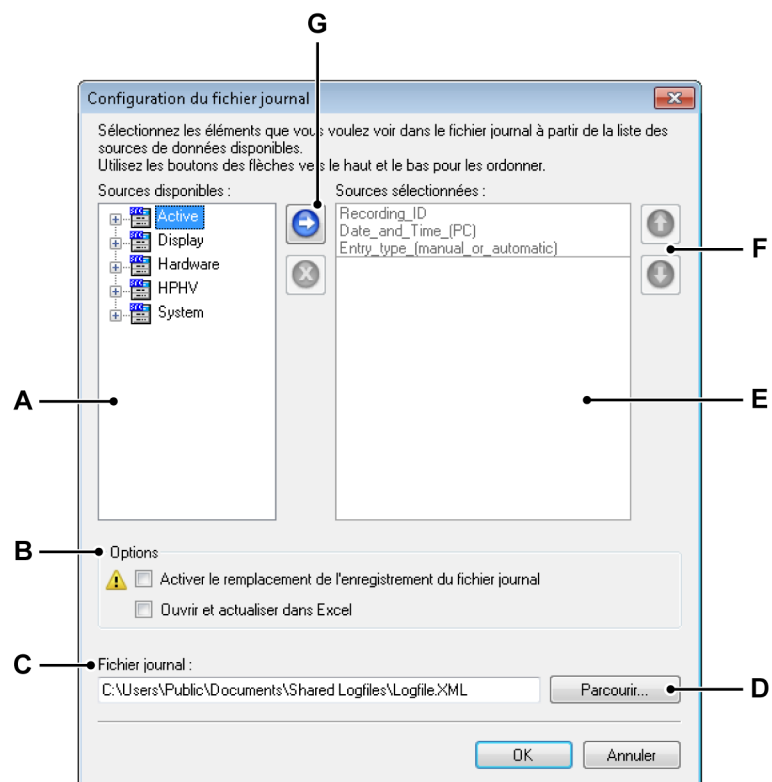 G
Configuration du fichier journal
Sélectionnez les éléments que vous voulez voir dans le fichier journal à partir de la liste des
sources de données disponibles.
Utilisez les boutons des flèches vers le haut et le bas pour les ordonner.
Sources disponibles :
Sources sélectionnées :
Active
Display
Hardware
HPHV
System
Recording_ID
Date_and_Time_(PC)
Entry_type_(manual_or_automatic)
F
A
E
B
Options
Activer le remplacement de l'enregistrement du fichier journal
Ouvrir et actualiser dans Excel
C
Fichier journal :
C:\Users\Public\Documents\Shared Logfiles\Logfile.XML
Parcourir...
D
OK
Annuler